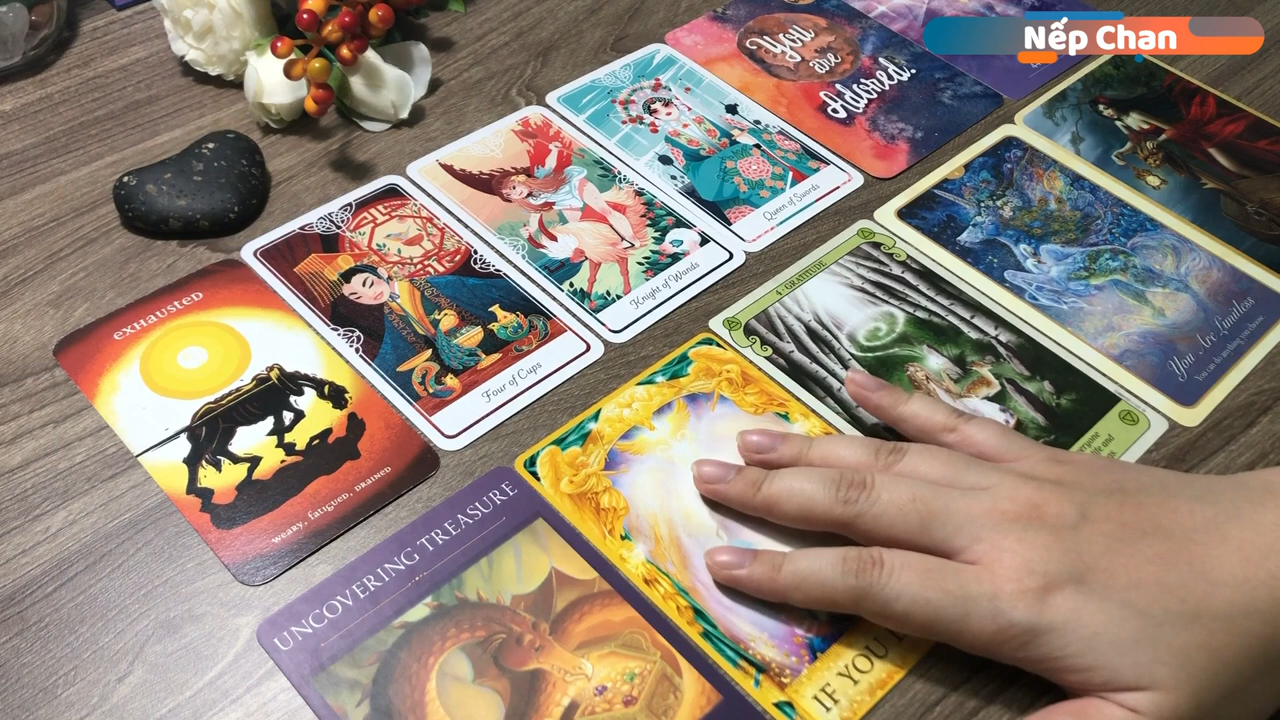 Nếp Chan
You
are
Adored!
Queen of Swords
Knight of Wands
Four of Cups
EXHAUSTED
weary, fatigued, drained
4 - GRATITUDE
You Are Limitless
You can do anything you choose
UNCOVERING TREASURE
IF YOU